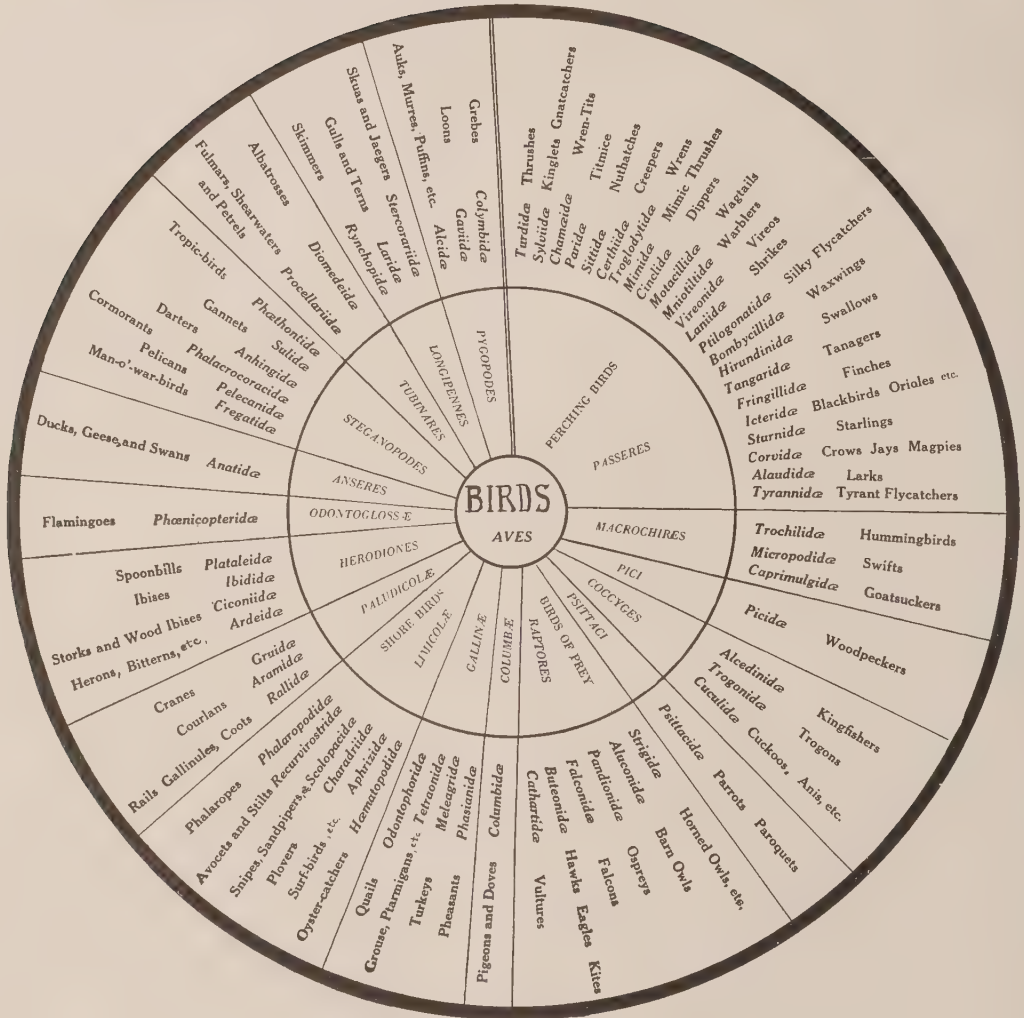 BIRDS
AVES
PERCHING BIRDS
PASSERES
MACROCHIRES
PICI
COCCYGES
PSITTACI
BIRDS OF PREY
RAPTORES
COLUMBÆ
GALLINÆ
SHORE BIRDS
LIMICOLÆ
PALUDICOLÆ
HERODIONES
ODONTOGLOSSÆ
ANSERES
STEGANOPODES
TUBINARES
LONGIPENNES
PYGOPODES
Turdidæ Thrushes
Sylviidæ Kinglets Gnatcatchers
Chamæidæ Wren-Tits
Paridæ Titmice
Sittidæ Nuthatches
Certhiidæ Creepers
Troglodytidæ Wrens
Mimidæ Mimic Thrushes
Cinclidæ Dippers
Motacillidæ Wagtails
Mniotiltidæ Warblers
Vireonidæ Vireos
Laniidæ Shrikes
Ptilogonatidæ Silky Flycatchers
Bombycillidæ Waxwings
Hirundinidæ Swallows
Tangaridæ Tanagers
Fringillidæ Finches
Icteridæ Blackbirds Orioles etc.
Sturnidæ Starlings
Corvidæ Crows Jays Magpies
Alaudidæ Larks
Tyrannidæ Tyrant Flycatchers
Trochilidæ Hummingbirds
Micropodidæ Swifts
Caprimulgidæ Goatsuckers
Picidæ Woodpeckers
Alcedinidæ Kingfishers
Trogonidæ Trogons
Cuculidæ Cuckoos, Anis, etc.
Psittacidæ Parrots Paroquets
Strigidæ Horned Owls, etc,
Aluconidæ Barn Owls
Pandionidæ Ospreys
Falconidæ Falcons
Buteonidæ Hawks Eagles Kites
Cathartidæ Vultures
Columbidæ Pigeons and Doves
Phasianidæ Pheasants
Meleagridæ Turkeys
Tetraonidæ Grouse, Ptarmigans, etc
Odontophoridæ Quails
Hæmatopodidæ Oyster-catchers
Aphrizidæ Surf-birds, etc.
Charadriidæ Plovers
Scolopacidæ Snipes, Sandpipers, etc
Recurvirostridæ Avocets and Stilts
Phalaropodidæ Phalaropes
Rallidæ Rails Gallinules, Coots
Aramidæ Courlans
Gruidæ Cranes
Herons, Bitterns, etc, Ardeidæ
Storks and Wood Ibises Ciconiidæ
Ibises Ibididæ
Spoonbills Plataleidæ
Flamingoes Phœnicopteridæ
Ducks, Geese, and Swans Anatidæ
Man-o'-war-birds Fregatidæ
Pelicans Pelecanidæ
Cormorants Phalacrocoracidæ
Darters Anhingidæ
Gannets Sulidæ
Tropic-birds Phæthontidæ
Fulmars, Shearwaters
and Petrels Procellariidæ
Albatrosses Diomedeidæ
Skimmers Rynchopidæ
Gulls and Terns Laridæ
Skuas and Jaegers Stercorariidæ
Auks, Murres, Puffins, etc. Alcidæ
Loons Gaviidæ
Grebes Colymbidæ